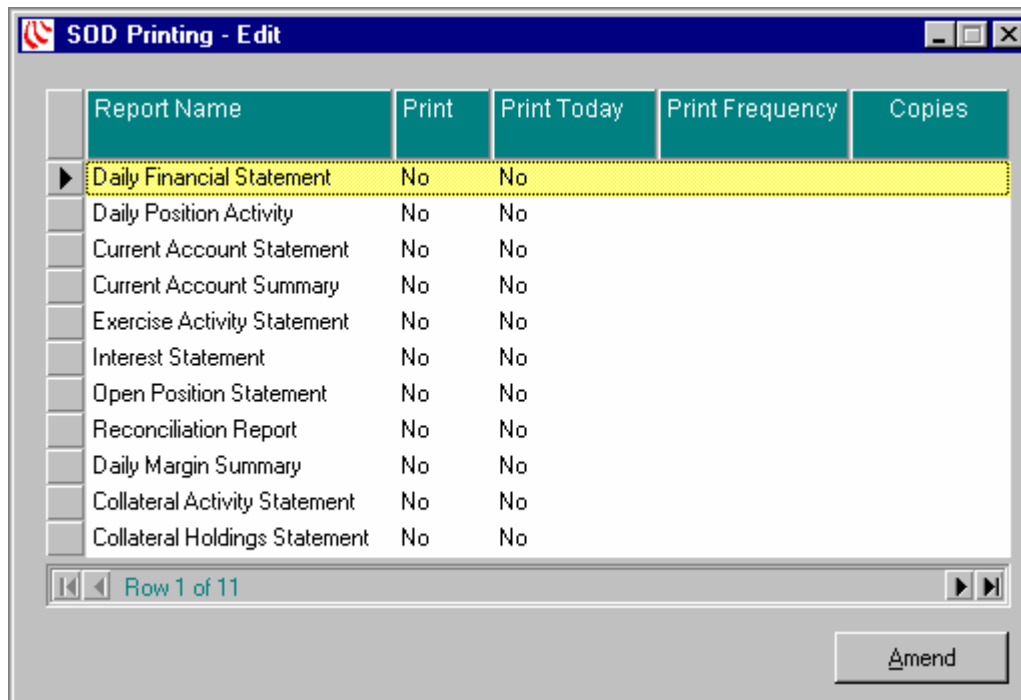 SOD Printing - Edit
Report Name Print Print Today Print Frequency Copies
Daily Financial Statement No No
Daily Position Activity No No
Current Account Statement No No
Current Account Summary No No
Exercise Activity Statement No No
Interest Statement No No
Open Position Statement No No
Reconciliation Report No No
Daily Margin Summary No No
Collateral Activity Statement No No
Collateral Holdings Statement No No
Row 1 of 11
Amend